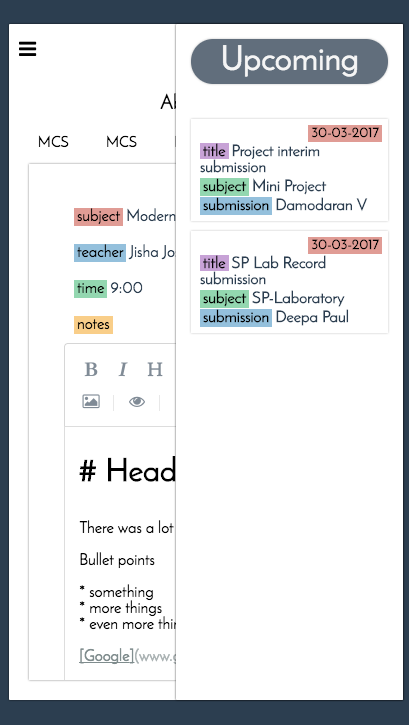 Upcoming
30-03-2017
title Project interim
submission
subject Mini Project
submission Damodaran V
30-03-2017
title SP Lab Record
submission
subject SP-Laboratory
submission Deepa Paul
MCS MCS
subject Modern
teacher Jisha Jo
time 9:00
notes
B I H
# Head
There was a lot
Bullet points
* something
* more things
* even more thin
[Google](www.g